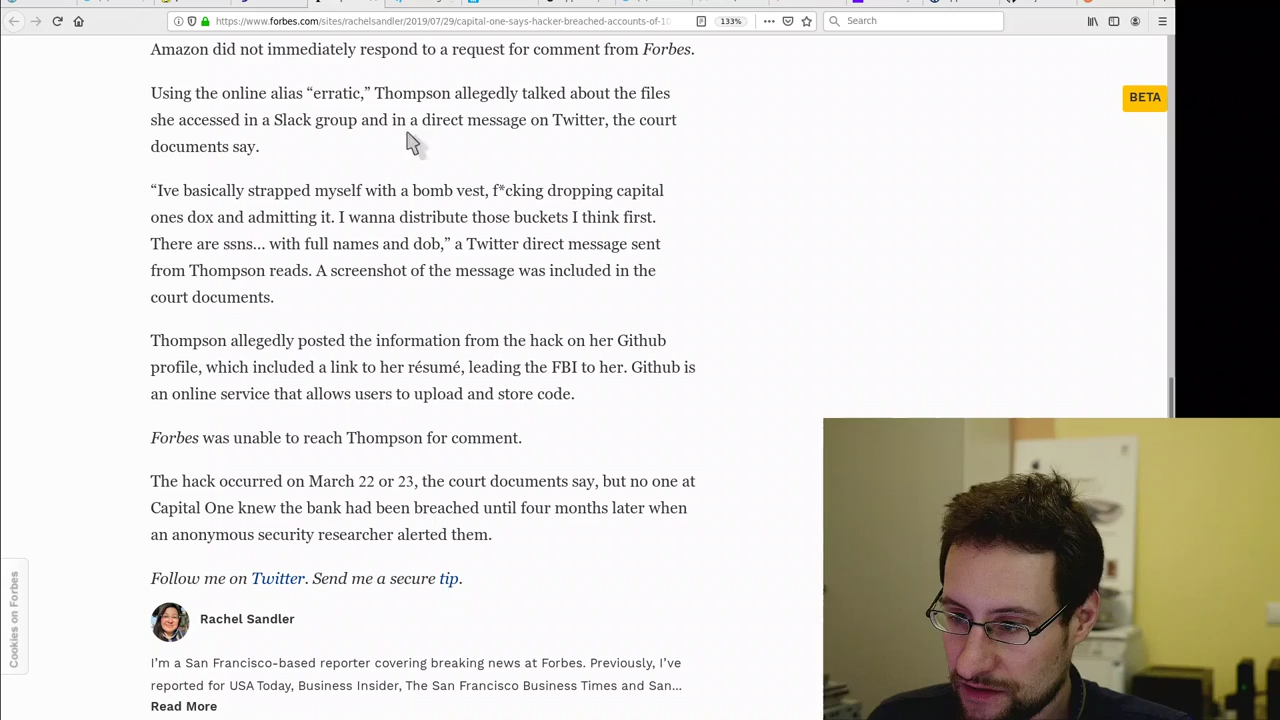 https://www.forbes.com/sites/rachelsandler/2019/07/29/capital-one-says-hacker-breached-accounts-of-10
133%
Search
Amazon did not immediately respond to a request for comment from Forbes.
BETA
Using the online alias “erratic,” Thompson allegedly talked about the files
she accessed in a Slack group and in a direct message on Twitter, the court
documents say.
“Ive basically strapped myself with a bomb vest, f*cking dropping capital
ones dox and admitting it. I wanna distribute those buckets I think first.
There are ssns... with full names and dob,” a Twitter direct message sent
from Thompson reads. A screenshot of the message was included in the
court documents.
Thompson allegedly posted the information from the hack on her Github
profile, which included a link to her résumé, leading the FBI to her. Github is
an online service that allows users to upload and store code.
Forbes was unable to reach Thompson for comment.
The hack occurred on March 22 or 23, the court documents say, but no one at
Capital One knew the bank had been breached until four months later when
an anonymous security researcher alerted them.
Follow me on Twitter. Send me a secure tip.
Cookies on Forbes
Rachel Sandler
I’m a San Francisco-based reporter covering breaking news at Forbes. Previously, I’ve
reported for USA Today, Business Insider, The San Francisco Business Times and San...
Read More